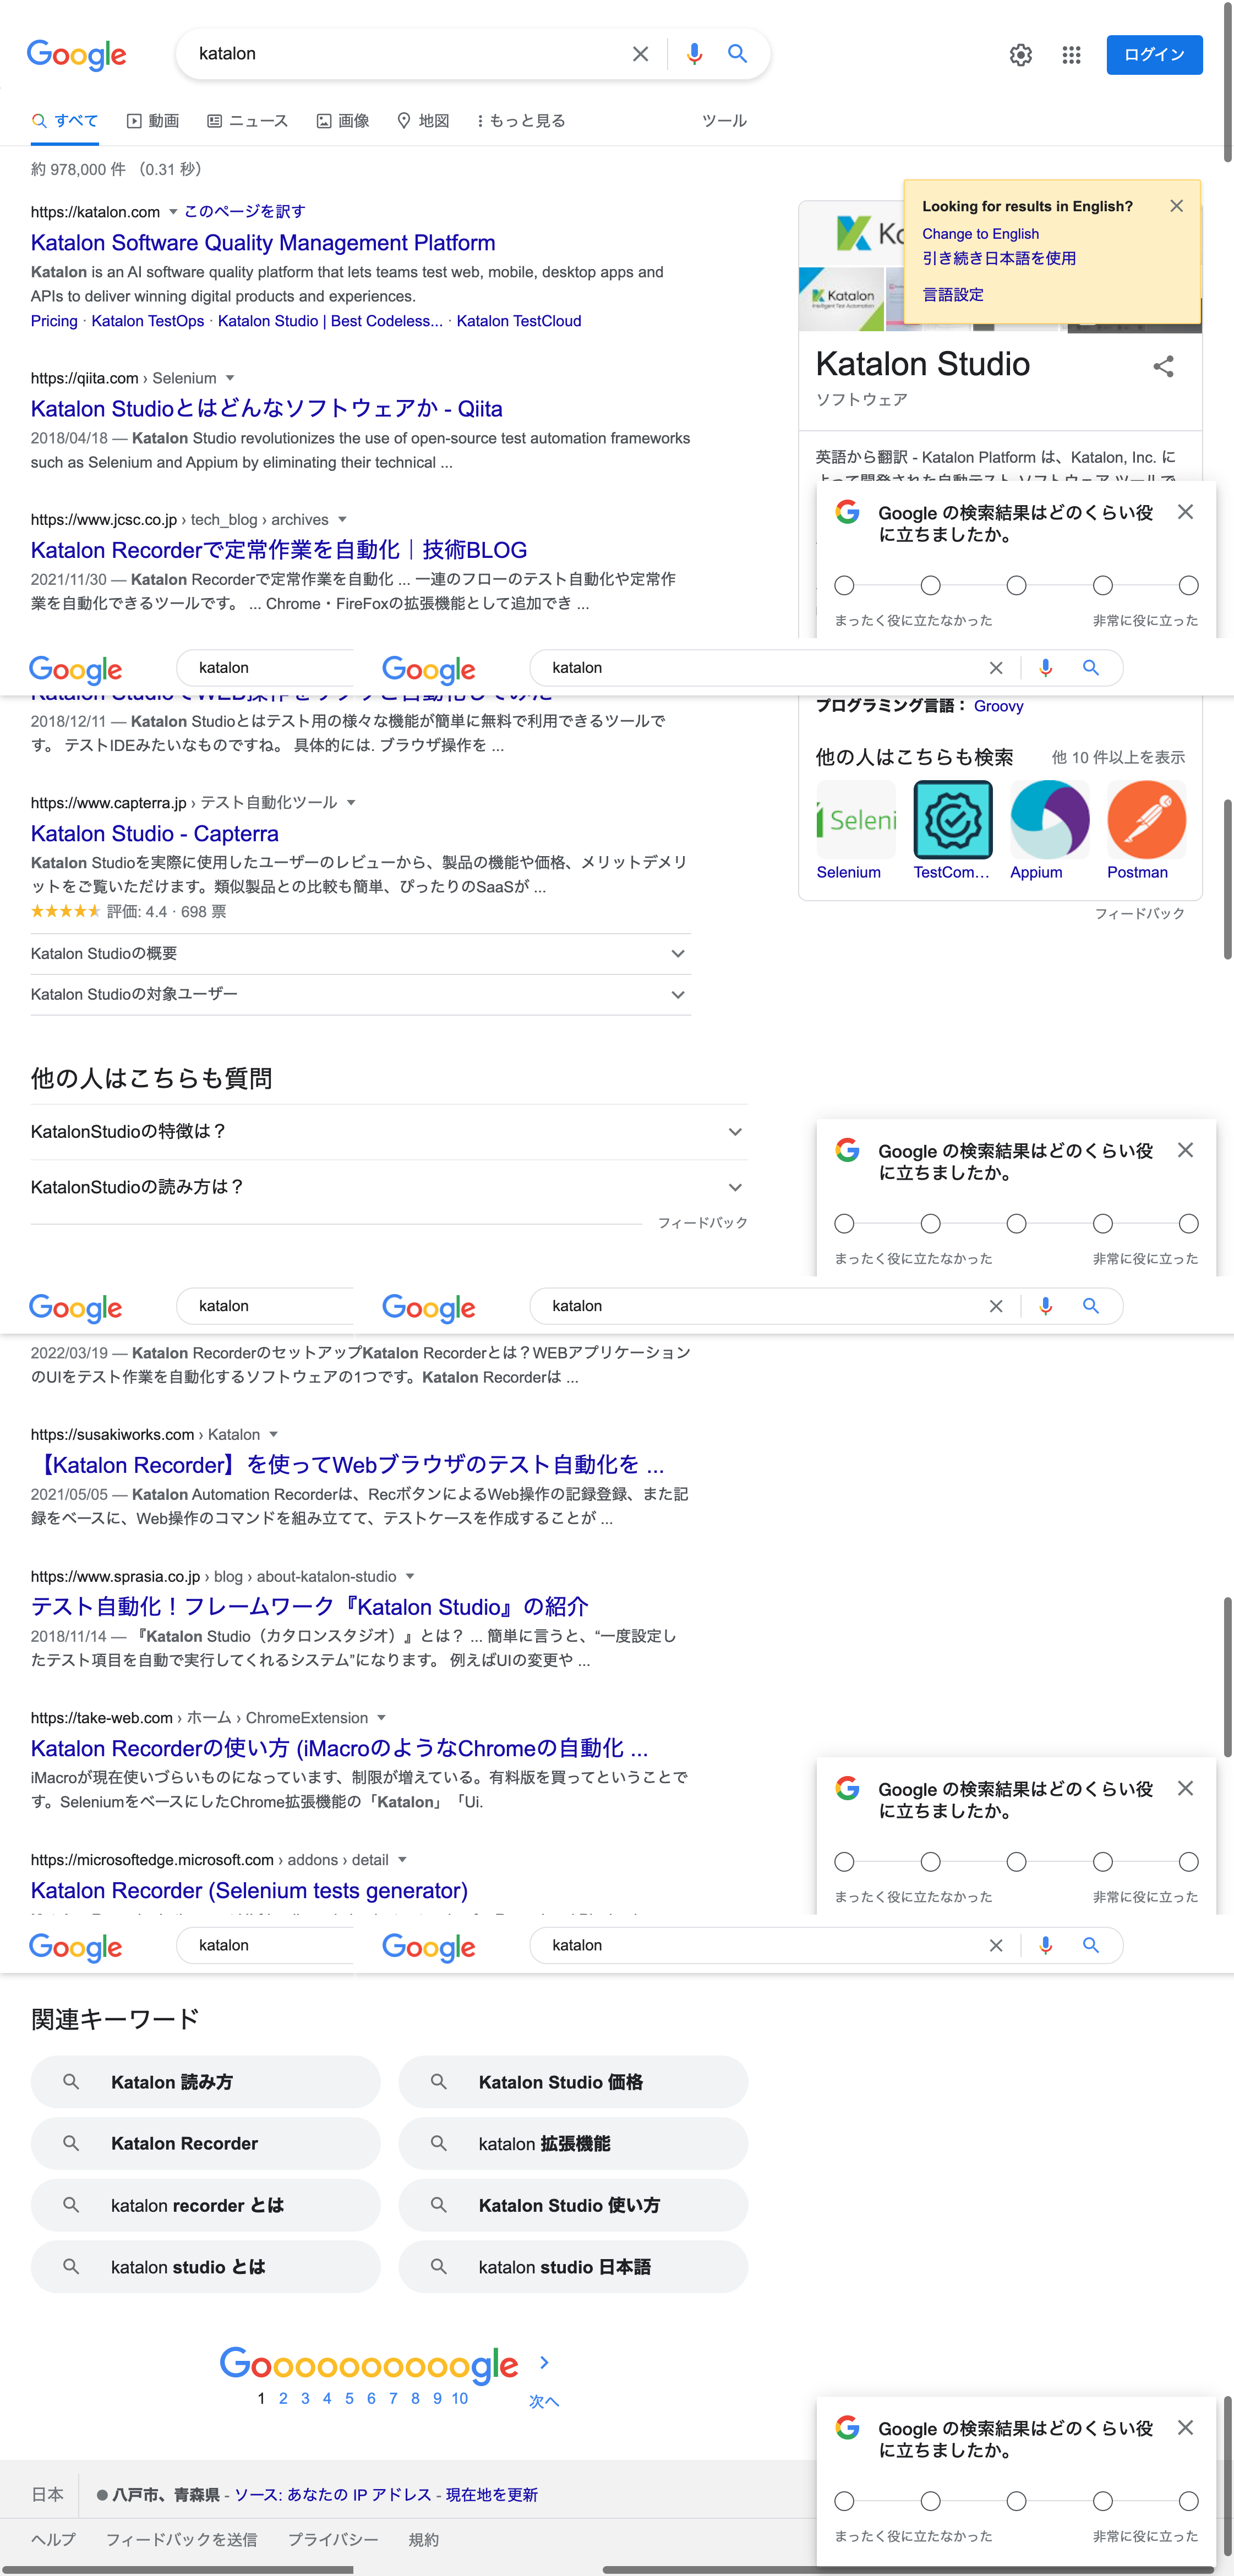 Google
katalon
ログイン
すべて
動画
ニュース
画像
地図
もっと見る
ツール
約 978,000 件 （0.31 秒）
https://katalon.com このページを訳す
Katalon Software Quality Management Platform
Katalon is an AI software quality platform that lets teams test web, mobile, desktop apps and
APIs to deliver winning digital products and experiences.
Pricing · Katalon TestOps · Katalon Studio | Best Codeless... · Katalon TestCloud
https://qiita.com › Selenium
Katalon Studioとはどんなソフトウェアか - Qiita
2018/04/18 — Katalon Studio revolutionizes the use of open-source test automation frameworks
such as Selenium and Appium by eliminating their technical ...
https://www.jcsc.co.jp › tech_blog › archives
Katalon Recorderで定常作業を自動化｜技術BLOG
2021/11/30 — Katalon Recorderで定常作業を自動化 ... 一連のフローのテスト自動化や定常作
業を自動化できるツールです。 ... Chrome・FireFoxの拡張機能として追加でき ...
Looking for results in English?
Change to English
引き続き日本語を使用
言語設定
Katalon
Katalon Studio
ソフトウェア
英語から翻訳 - Katalon Platform は、Katalon, Inc. に
よって開発された自動テスト ソフトウェア ツールで
Google の検索結果はどのくらい役
に立ちましたか。
まったく役に立たなかった
非常に役に立った
Google
katalon
Google
katalon
Katalon StudioでWEB操作をサクッと自動化してみた
2018/12/11 — Katalon Studioとはテスト用の様々な機能が簡単に無料で利用できるツールで
す。 テストIDEみたいなものですね。 具体的には. ブラウザ操作を ...
https://www.capterra.jp › テスト自動化ツール
Katalon Studio - Capterra
Katalon Studioを実際に使用したユーザーのレビューから、製品の機能や価格、メリットデメリ
ットをご覧いただけます。類似製品との比較も簡単、ぴったりのSaaSが ...
評価: 4.4 · 698 票
Katalon Studioの概要
Katalon Studioの対象ユーザー
他の人はこちらも質問
KatalonStudioの特徴は？
KatalonStudioの読み方は？
フィードバック
プログラミング言語： Groovy
他の人はこちらも検索
他 10 件以上を表示
Seleni
Selenium
TestCom...
Appium
Postman
フィードバック
Google の検索結果はどのくらい役
に立ちましたか。
まったく役に立たなかった
非常に役に立った
Google
katalon
Google
katalon
2022/03/19 — Katalon RecorderのセットアップKatalon Recorderとは？WEBアプリケーション
のUIをテスト作業を自動化するソフトウェアの1つです。Katalon Recorderは ...
https://susakiworks.com › Katalon
【Katalon Recorder】を使ってWebブラウザのテスト自動化を ...
2021/05/05 — Katalon Automation Recorderは、RecボタンによるWeb操作の記録登録、また記
録をベースに、Web操作のコマンドを組み立てて、テストケースを作成することが ...
https://www.sprasia.co.jp › blog › about-katalon-studio
テスト自動化！フレームワーク『Katalon Studio』の紹介
2018/11/14 — 『Katalon Studio（カタロンスタジオ）』とは？ ... 簡単に言うと、“一度設定し
たテスト項目を自動で実行してくれるシステム”になります。 例えばUIの変更や ...
https://take-web.com › ホーム › ChromeExtension
Katalon Recorderの使い方 (iMacroのようなChromeの自動化 ...
iMacroが現在使いづらいものになっています、制限が増えている。有料版を買ってということで
す。SeleniumをベースにしたChrome拡張機能の「Katalon」「Ui.
https://microsoftedge.microsoft.com › addons › detail
Katalon Recorder (Selenium tests generator)
Google の検索結果はどのくらい役
に立ちましたか。
まったく役に立たなかった
非常に役に立った
Google
katalon
Google
katalon
関連キーワード
Katalon 読み方
Katalon Studio 価格
Katalon Recorder
katalon 拡張機能
katalon recorder とは
Katalon Studio 使い方
katalon studio とは
katalon studio 日本語
Goooooooooogle
1 2 3 4 5 6 7 8 9 10
次へ
Google の検索結果はどのくらい役
に立ちましたか。
まったく役に立たなかった
非常に役に立った
日本
八戸市、青森県 - ソース: あなたの IP アドレス - 現在地を更新
ヘルプ
フィードバックを送信
プライバシー
規約